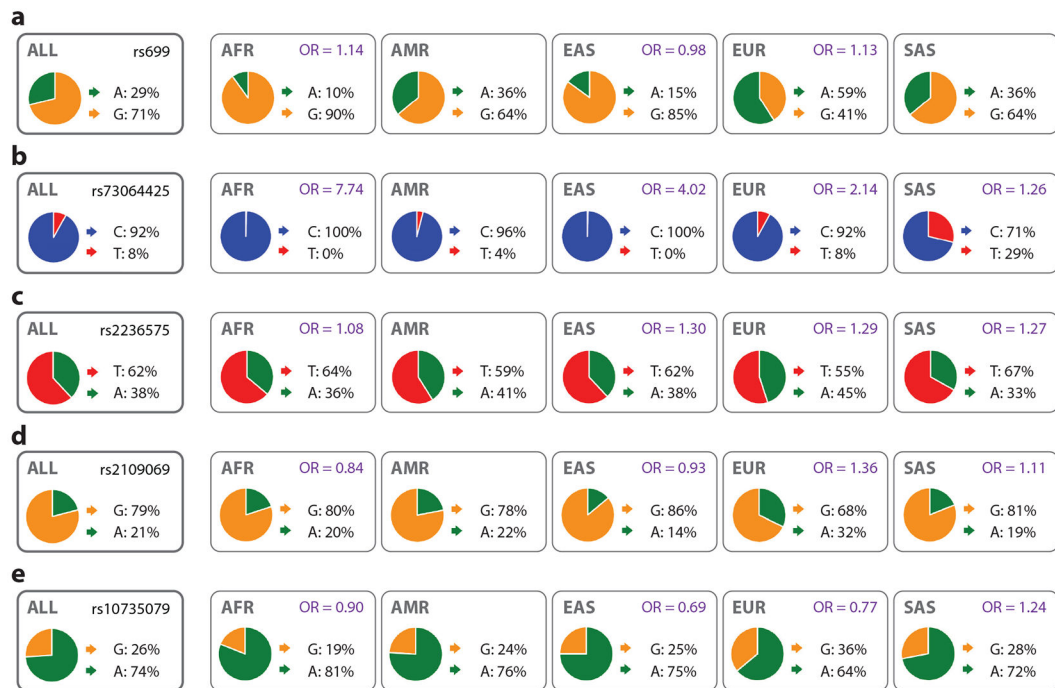 a
ALL rs699 AFR OR = 1.14 AMR EAS OR = 0.98 EUR OR = 1.13 SAS
A: 29% A: 10% A: 36% A: 15% A: 59% A: 36%
G: 71% G: 90% G: 64% G: 85% G: 41% G: 64%
b
ALL rs73064425 AFR OR = 7.74 AMR EAS OR = 4.02 EUR OR = 2.14 SAS OR = 1.26
C: 92% C: 100% C: 96% C: 100% C: 92% C: 71%
T: 8% T: 0% T: 4% T: 0% T: 8% T: 29%
c
ALL rs2236575 AFR OR = 1.08 AMR EAS OR = 1.30 EUR OR = 1.29 SAS OR = 1.27
T: 62% T: 64% T: 59% T: 62% T: 55% T: 67%
A: 38% A: 36% A: 41% A: 38% A: 45% A: 33%
d
ALL rs2109069 AFR OR = 0.84 AMR EAS OR = 0.93 EUR OR = 1.36 SAS OR = 1.11
G: 79% G: 80% G: 78% G: 86% G: 68% G: 81%
A: 21% A: 20% A: 22% A: 14% A: 32% A: 19%
e
ALL rs10735079 AFR OR = 0.90 AMR EAS OR = 0.69 EUR OR = 0.77 SAS OR = 1.24
G: 26% G: 19% G: 24% G: 25% G: 36% G: 28%
A: 74% A: 81% A: 76% A: 75% A: 64% A: 72%